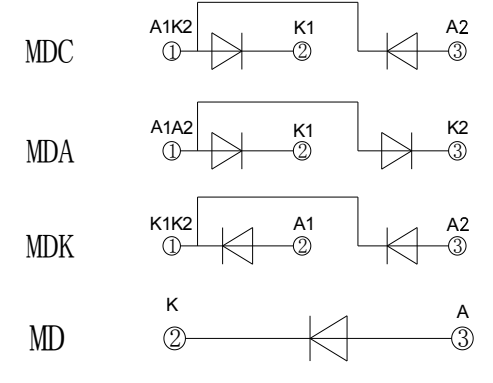 A1K2 K1 A2
MDC ① ② ③
A1A2 K1 K2
MDA ① ② ③
K1K2 A1 A2
MDK ① ② ③
K A
MD ② ③